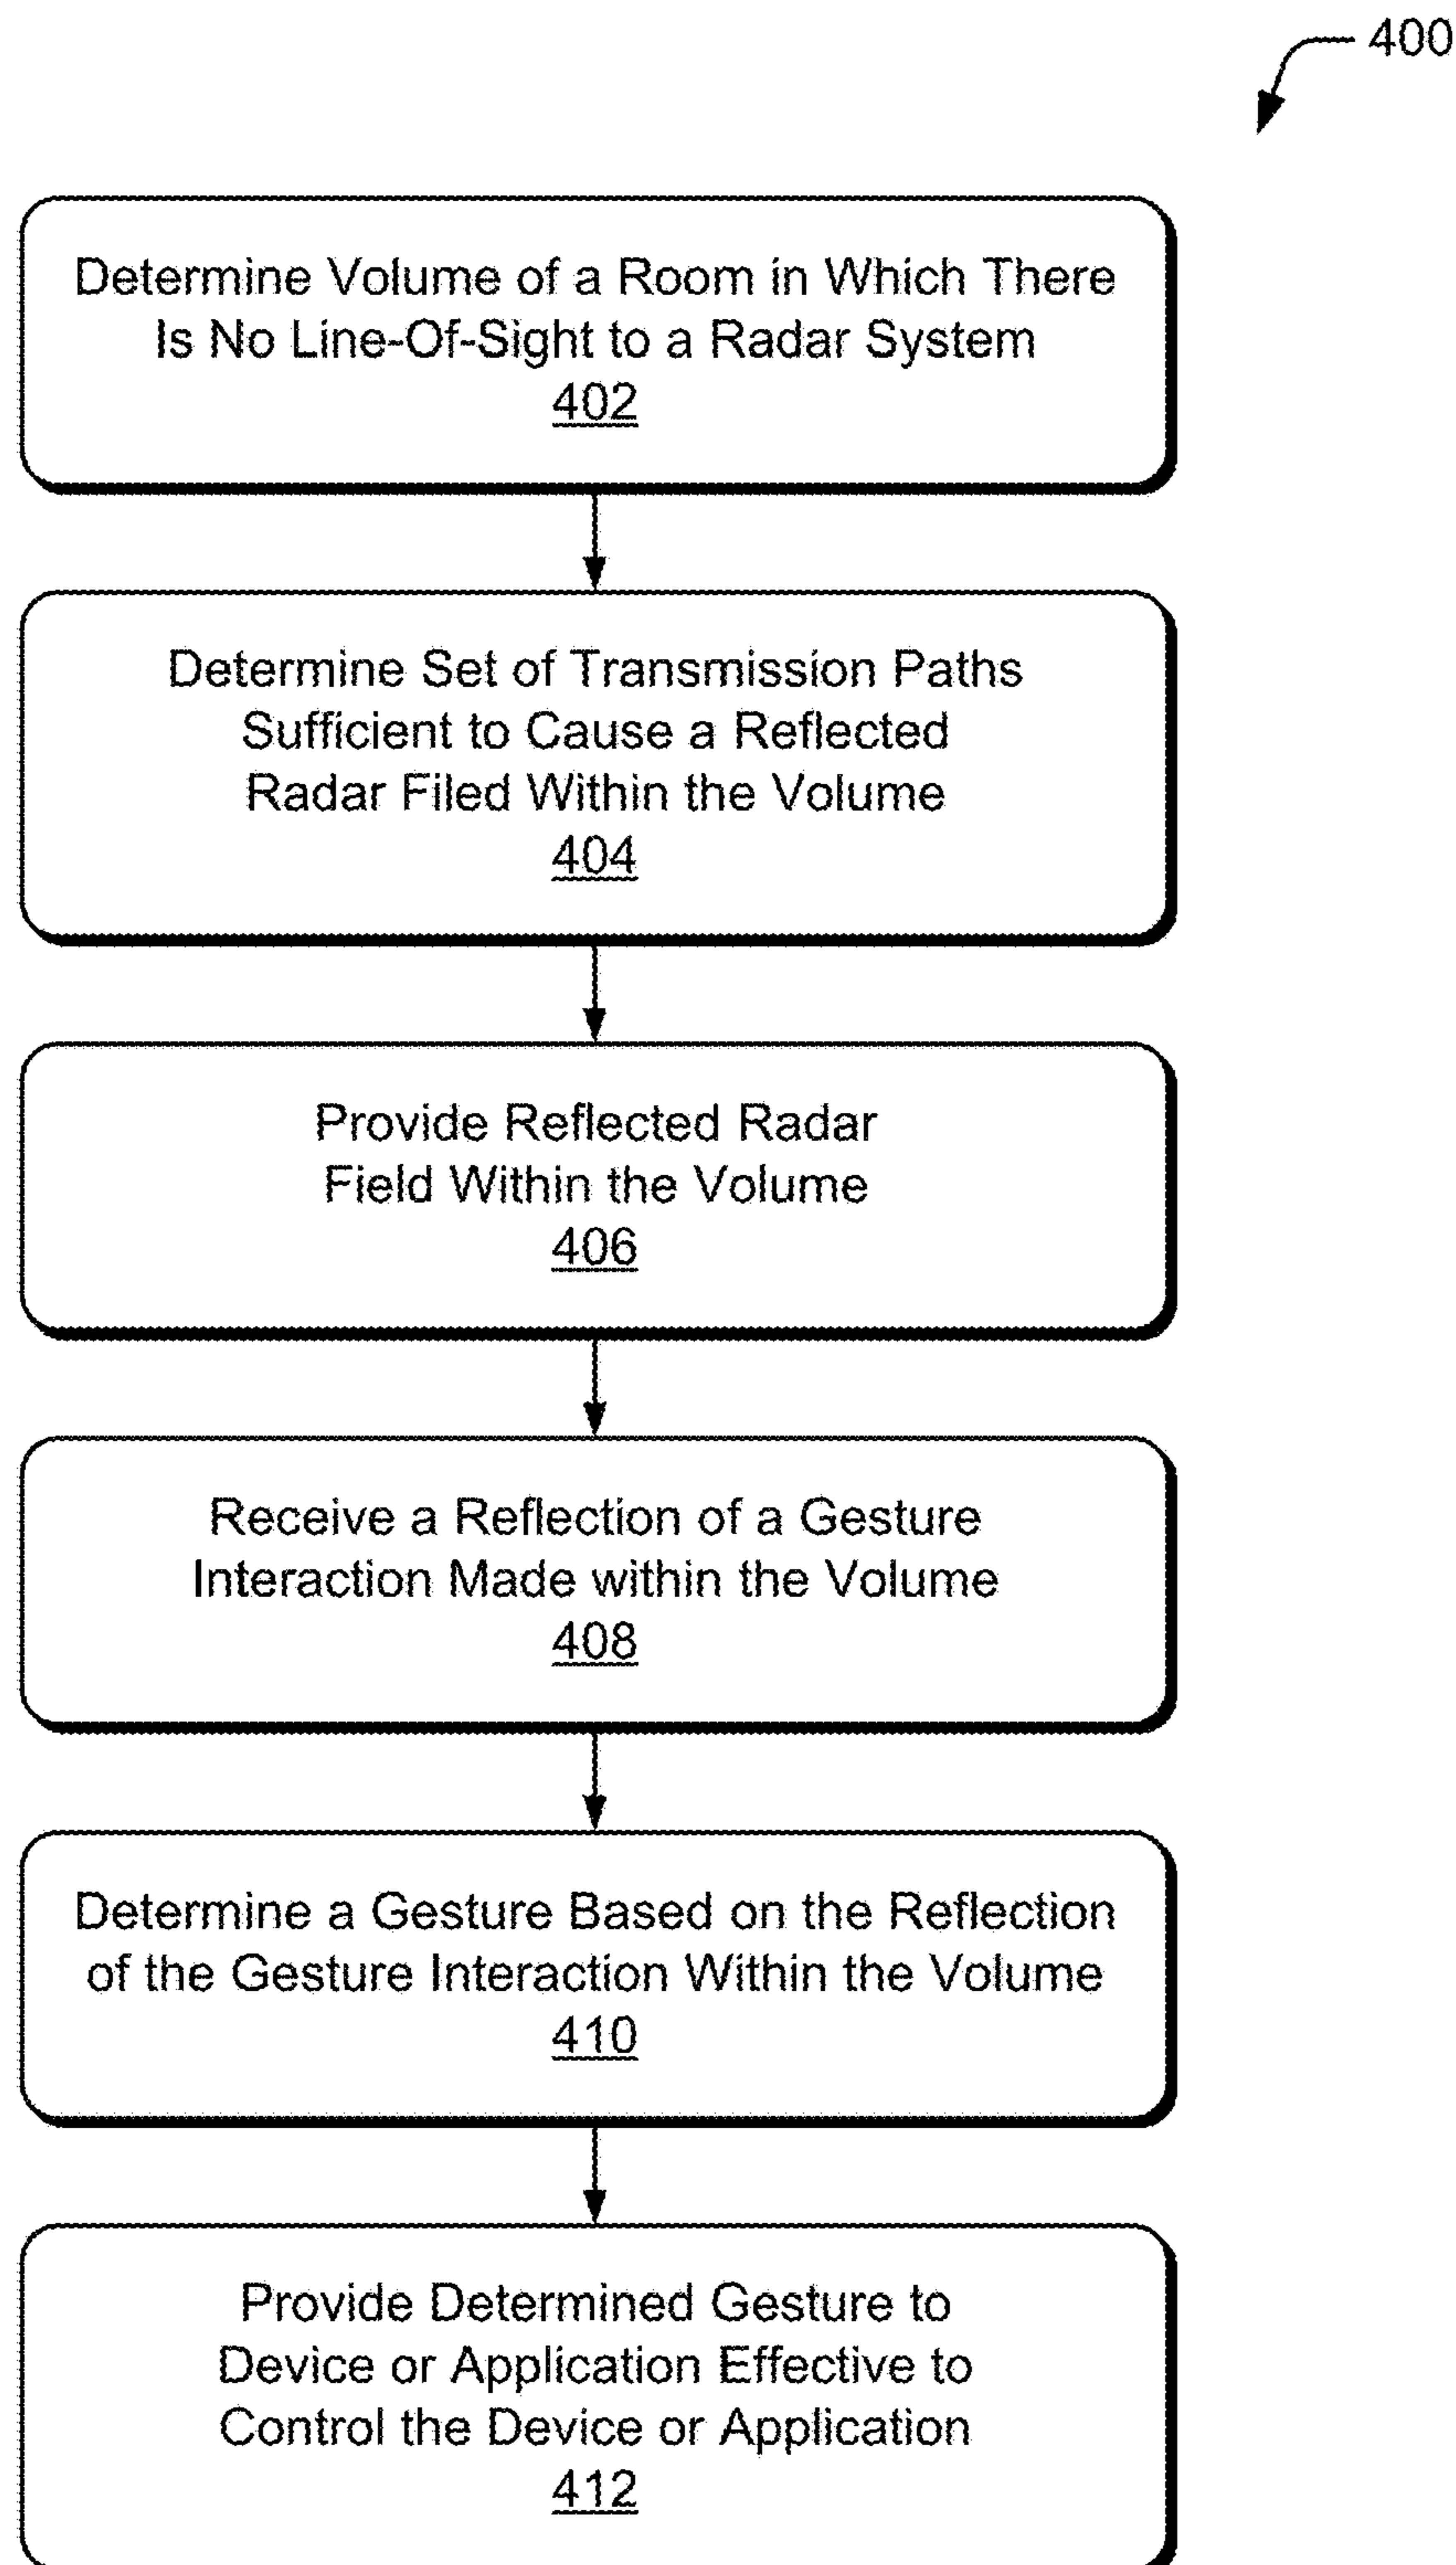 400
Determine Volume of a Room in Which There
Is No Line-Of-Sight to a Radar System
402
Determine Set of Transmission Paths
Sufficient to Cause a Reflected
Radar Filed Within the Volume
404
Provide Reflected Radar
Field Within the Volume
406
Receive a Reflection of a Gesture
Interaction Made within the Volume
408
Determine a Gesture Based on the Reflection
of the Gesture Interaction Within the Volume
410
Provide Determined Gesture to
Device or Application Effective to
Control the Device or Application
412